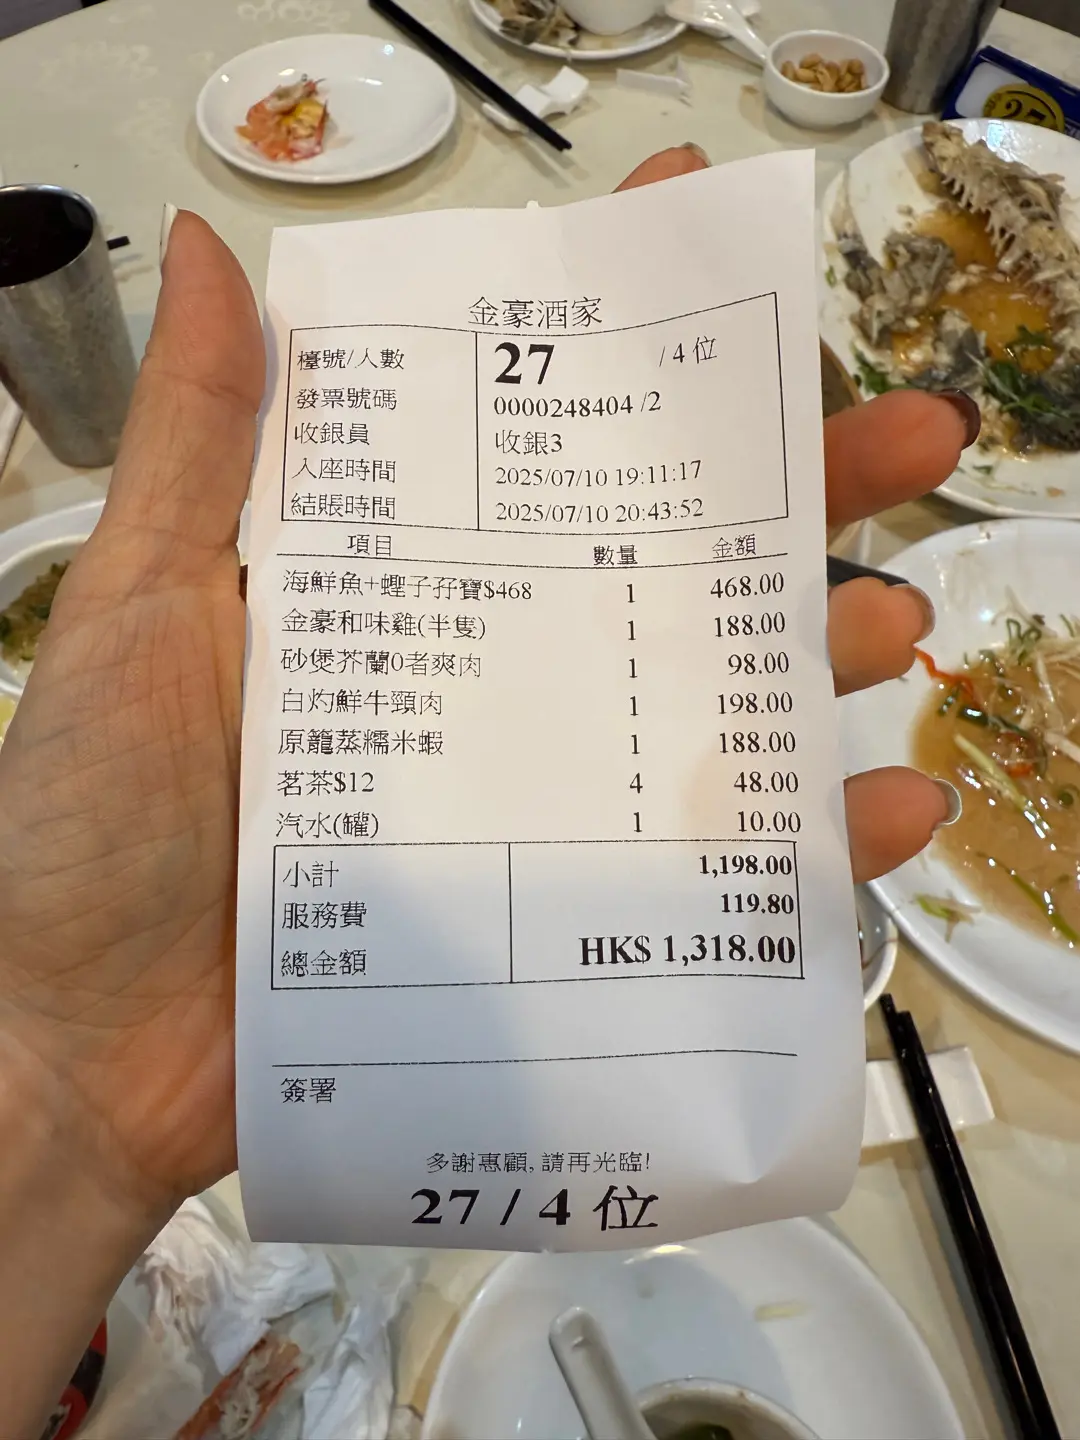 27
金豪酒家
檯號/人數 27 /4 位
發票號碼 0000248404 /2
收銀員 收銀3
入座時間 2025/07/10 19:11:17
結賬時間 2025/07/10 20:43:52
項目 數量 金額
海鮮魚+蟶子孖寶$468 1 468.00
金豪和味雞(半隻) 1 188.00
砂煲芥蘭0者爽肉 1 98.00
白灼鮮牛頸肉 1 198.00
原籠蒸糯米蝦 1 188.00
茗茶$12 4 48.00
汽水(罐) 1 10.00
小計 1,198.00
服務費 119.80
總金額 HK$ 1,318.00
簽署
多謝惠顧, 請再光臨!
27 / 4 位